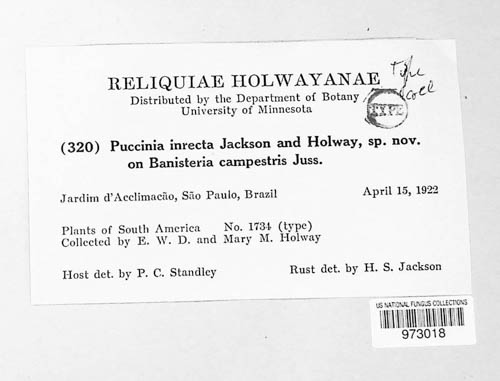 RELIQUIAE HOLWAYANAE
Type
coll
Distributed by the Department of Botany
University of Minnesota
TYPE
(320) Puccinia inrecta Jackson and Holway, sp. nov.
on Banisteria campestris Juss.
Jardim d'Acclimacão, São Paulo, Brazil April 15, 1922
Plants of South America No. 1734 (type)
Collected by E. W. D. and Mary M. Holway
Host det. by P. C. Standley Rust det. by H. S. Jackson
US NATIONAL FUNGUS COLLECTIONS
973018